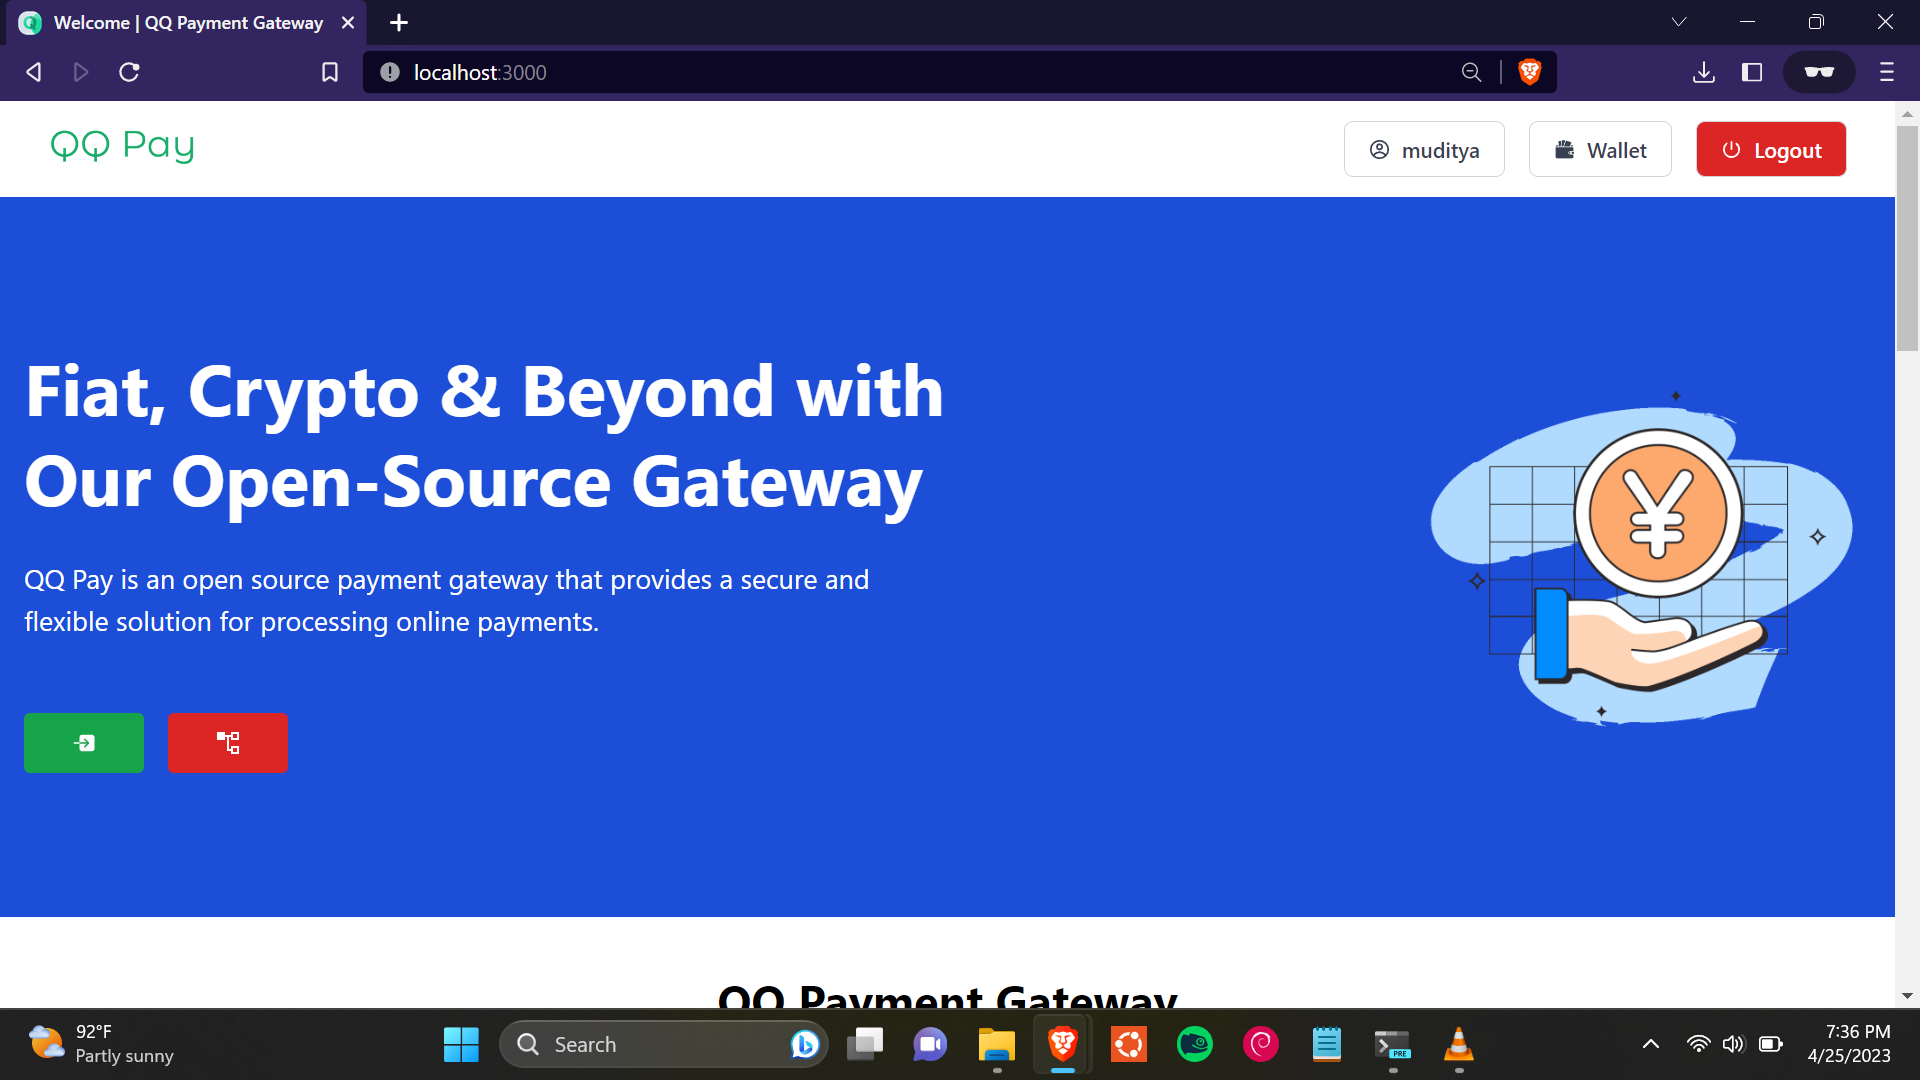 Welcome | QQ Payment Gateway
localhost:3000
QQ Pay
muditya
Wallet
Logout
Fiat, Crypto & Beyond with
Our Open-Source Gateway
QQ Pay is an open source payment gateway that provides a secure and
flexible solution for processing online payments.
¥
QQ Payment Gateway
92°F
Partly sunny
Search
PRE
7:36 PM
4/25/2023